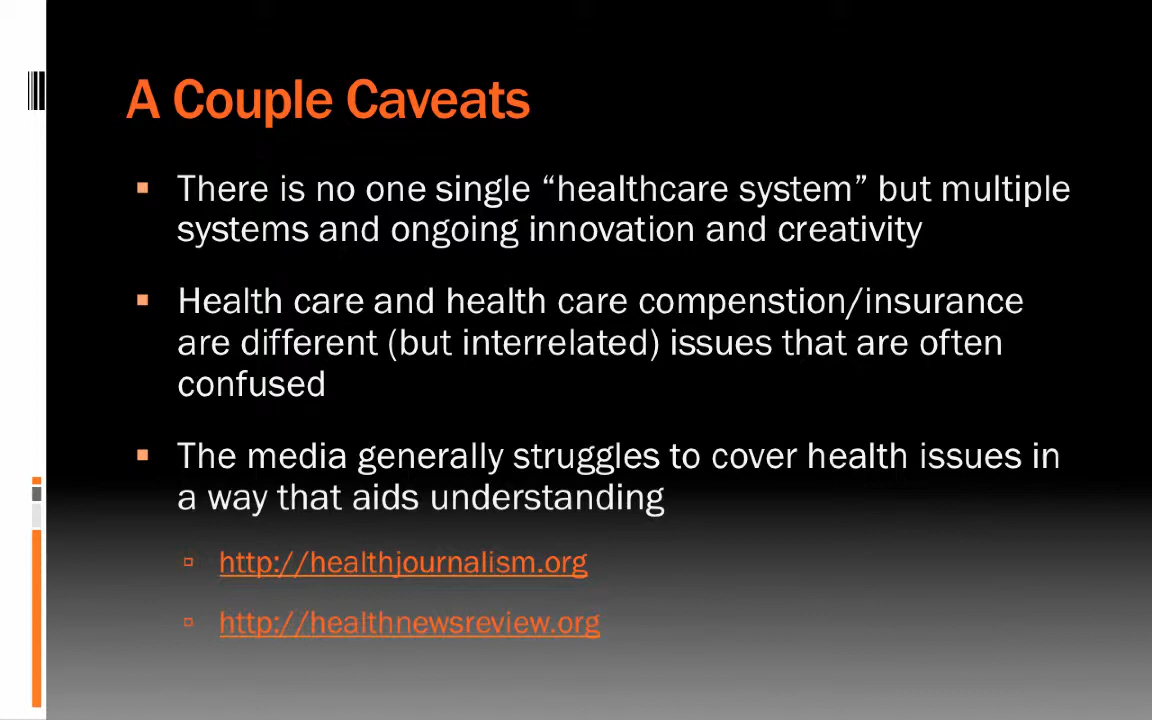 A Couple Caveats
There is no one single “healthcare system” but multiple
systems and ongoing innovation and creativity
Health care and health care compenstion/insurance
are different (but interrelated) issues that are often
confused
The media generally struggles to cover health issues in
a way that aids understanding
http://healthjournalism.org
http://healthnewsreview.org